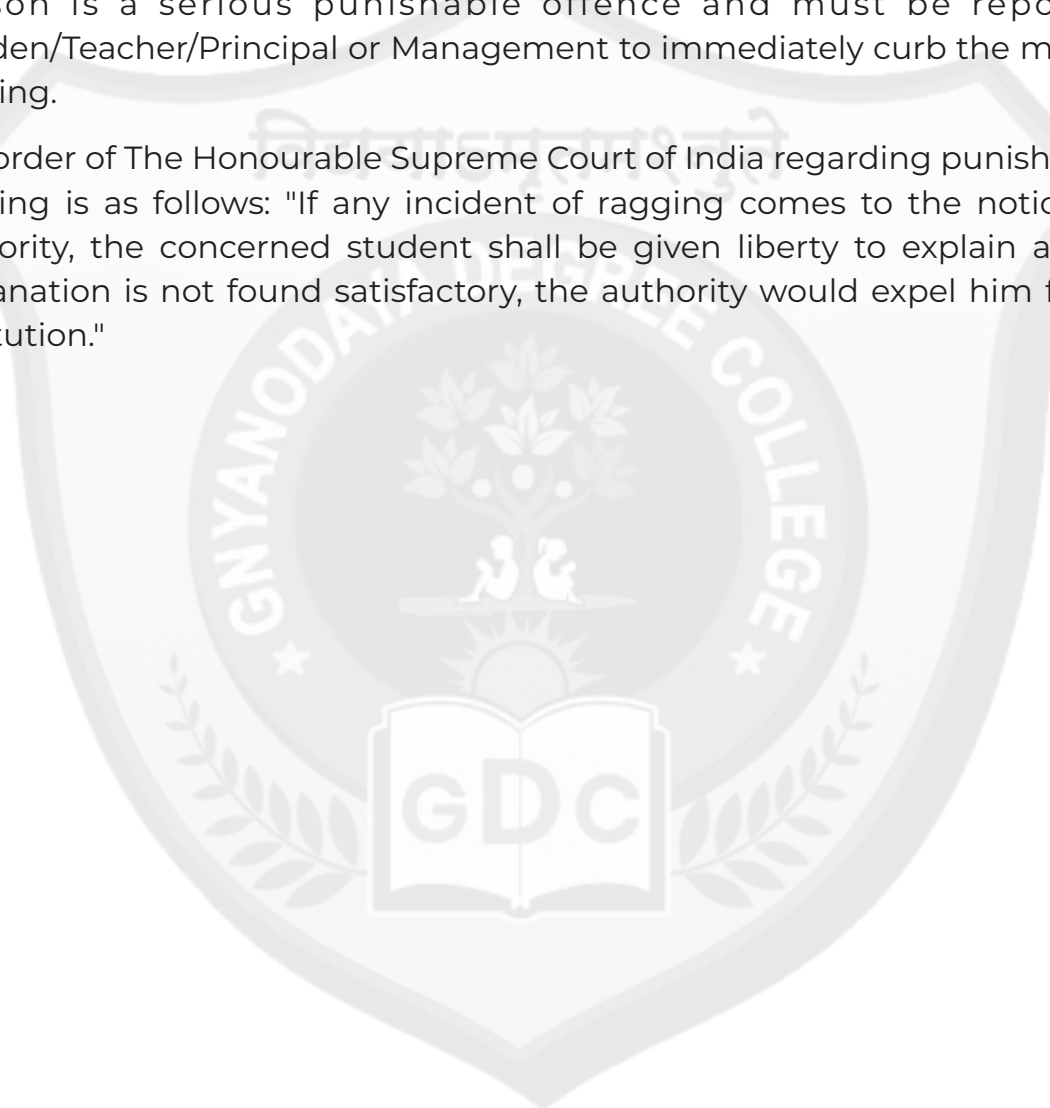 son is a serious punishable offence and must be repo
den/Teacher/Principal or Management to immediately curb the m
ing.
order of The Honourable Supreme Court of India regarding punish
ing is as follows: "If any incident of ragging comes to the notic
ority, the concerned student shall be given liberty to explain a
anation is not found satisfactory, the authority would expel him f
tution."
GNYANODAYA DEGREE COLLEGE
GDC